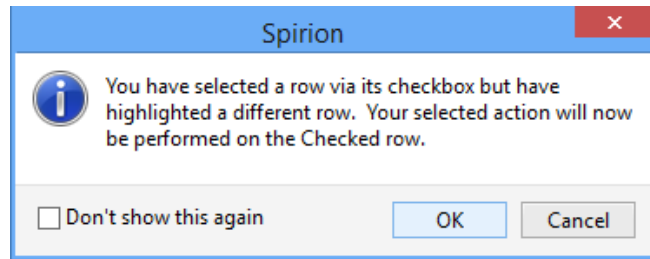 Spirion
You have selected a row via its checkbox but have
highlighted a different row.  Your selected action will now
be performed on the Checked row.
Don't show this again
OK
Cancel